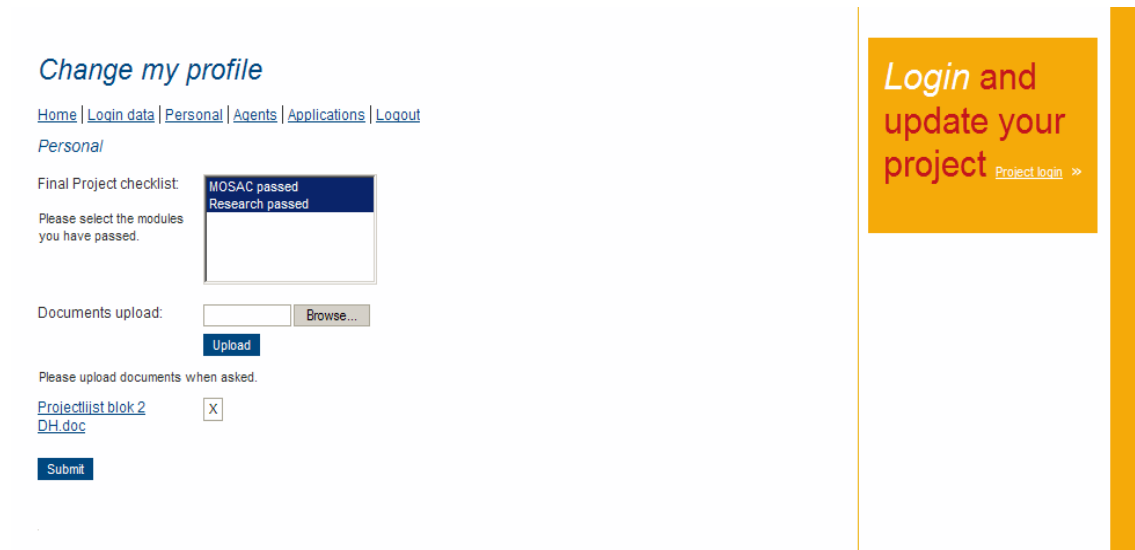 Change my profile
Home | Login data | Personal | Agents | Applications | Logout
Personal
Final Project checklist:
MOSAC passed
Research passed
Please select the modules
you have passed.
Documents upload:
Browse...
Upload
Please upload documents when asked.
Projectlijst blok 2
DH.doc
X
Submit
Login and
update your
project Project login »